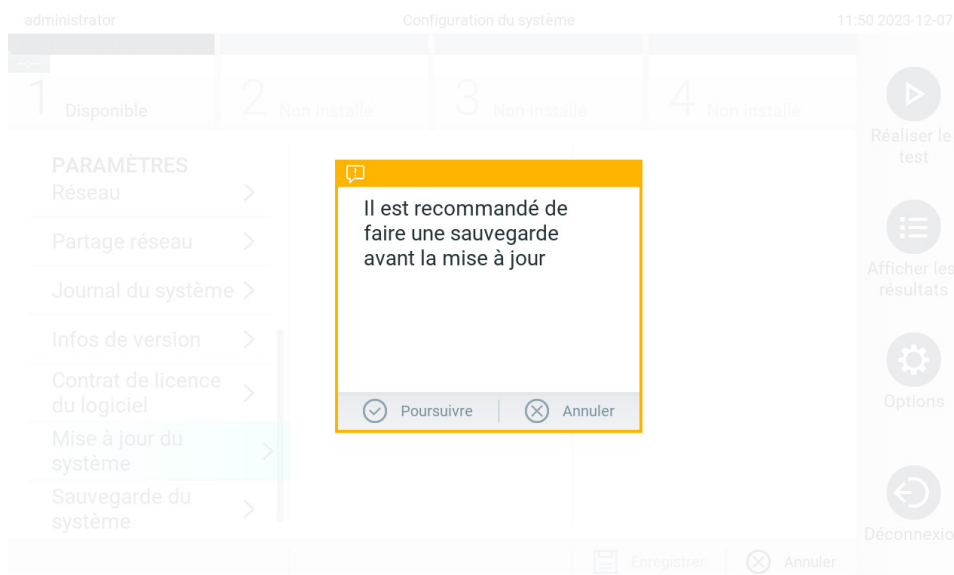 administrator
Configuration du système
11:50 2023-12-07
1 Disponible
2 Non installé
3 Non installé
4 Non installé
PARAMÈTRES
Réseau
Partage réseau
Journal du système
Infos de version
Contrat de licence
du logiciel
Mise à jour du
système
Sauvegarde du
système
Il est recommandé de
faire une sauvegarde
avant la mise à jour
Poursuivre
Annuler
Réaliser le
test
Afficher les
résultats
Options
Déconnexio
Enregistrer
Annuler